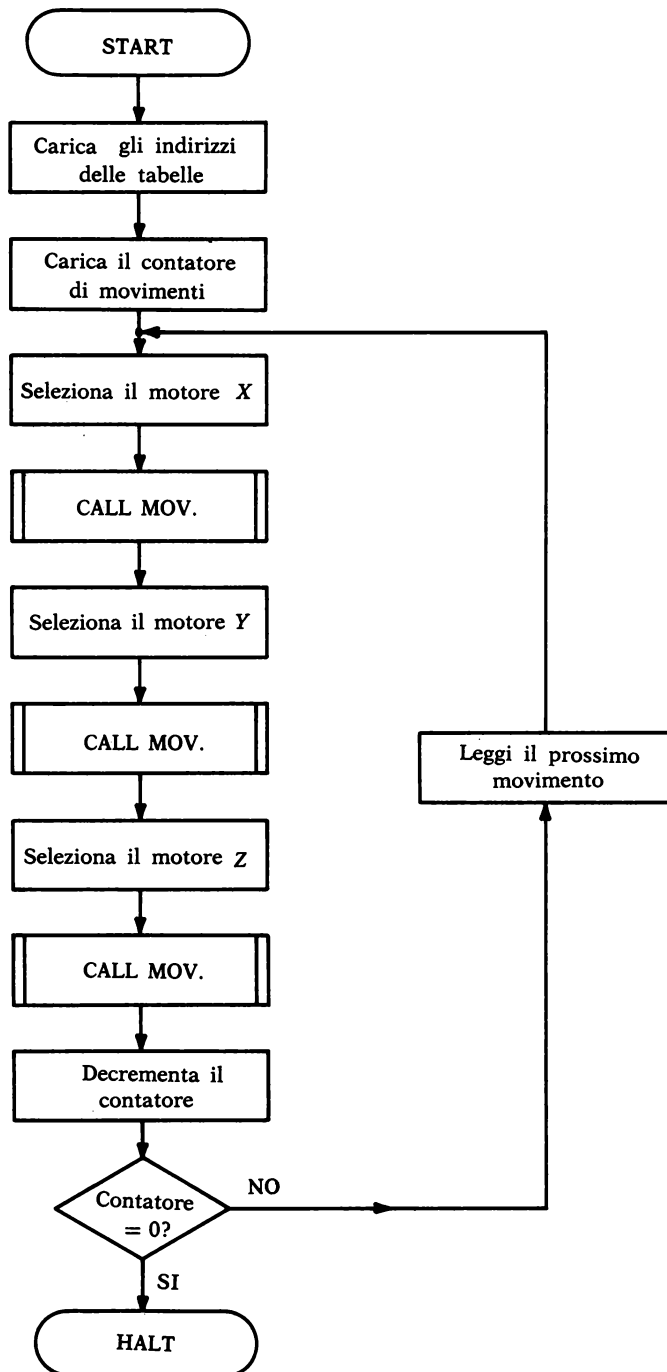 START
Carica gli indirizzi
delle tabelle
Carica il contatore
di movimenti
Seleziona il motore X
CALL MOV.
Seleziona il motore Y
CALL MOV.
Leggi il prossimo
movimento
Seleziona il motore Z
CALL MOV.
Decrementa il
contatore
Contatore
= 0?
NO
SI
HALT